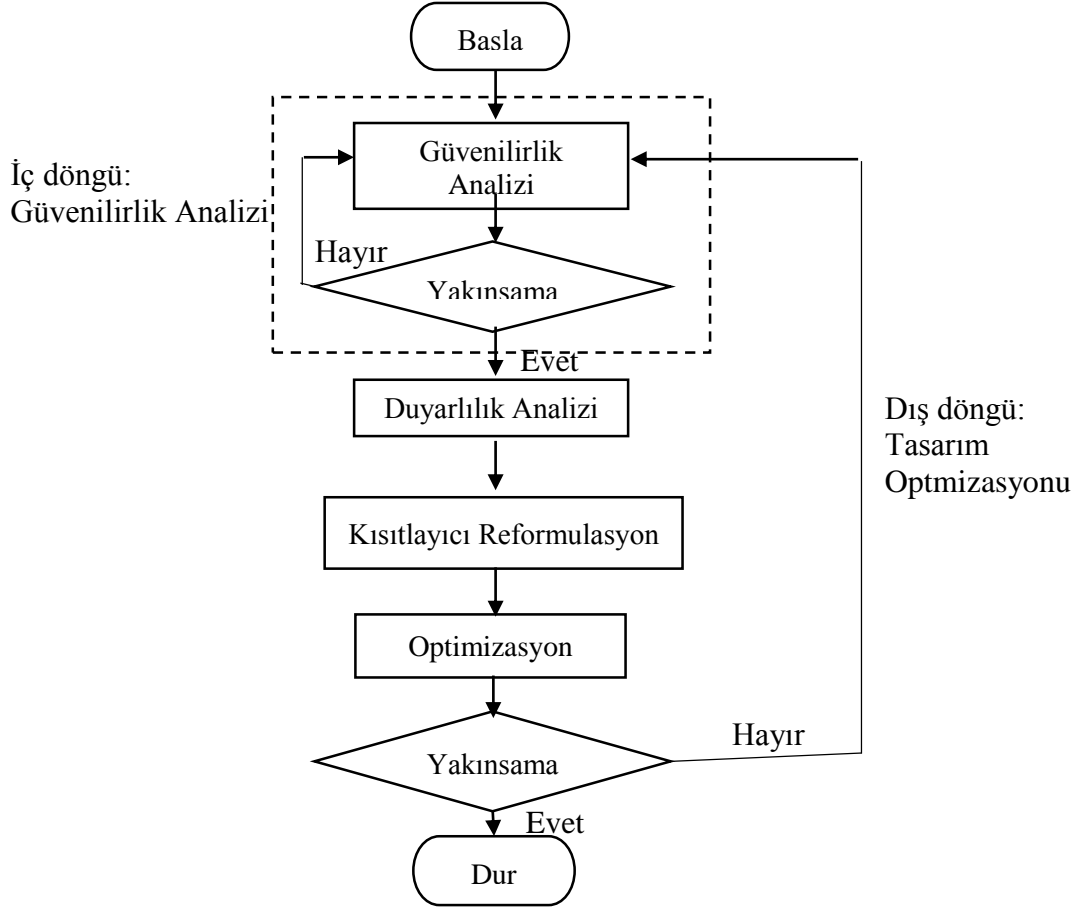 Basla
Güvenilirlik
Analizi
İç döngü:
Güvenilirlik Analizi
Hayır
Yakınsama
Evet
Duyarlılık Analizi
Dış döngü:
Tasarım
Optmizasyonu
Kısıtlayıcı Reformulasyon
Optimizasyon
Hayır
Yakınsama
Evet
Dur